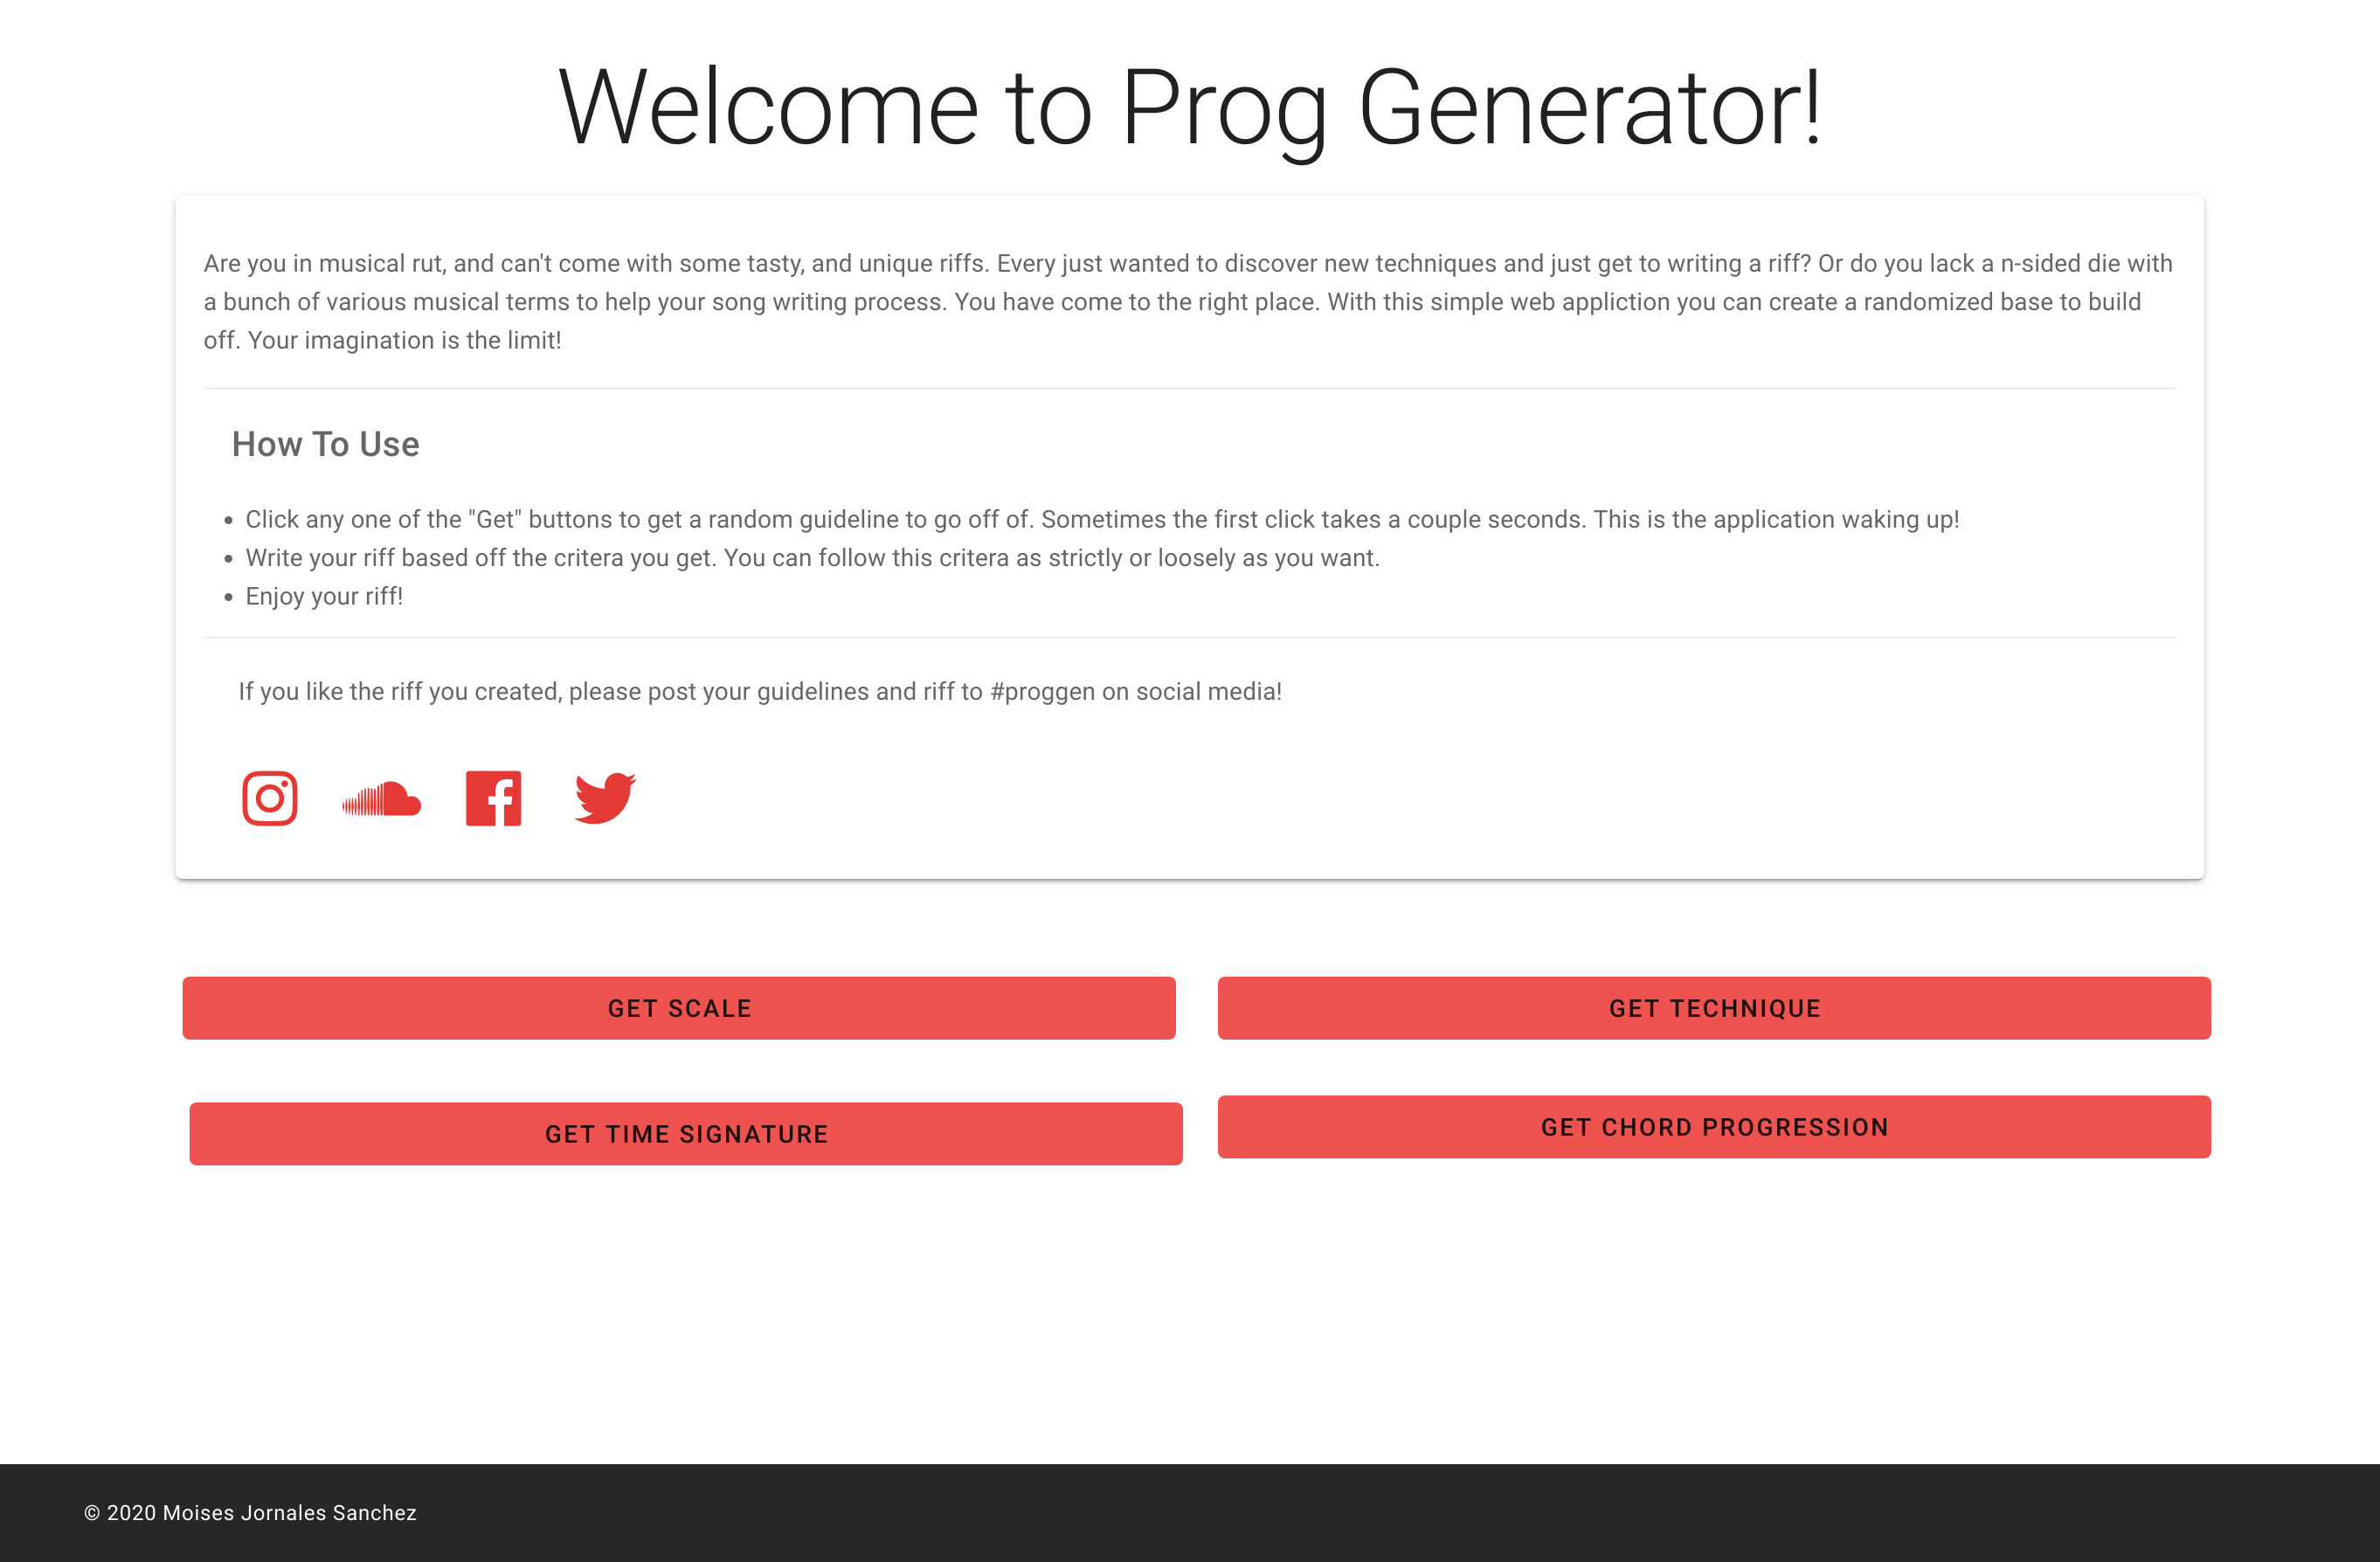 Welcome to Prog Generator!
Are you in musical rut, and can't come with some tasty, and unique riffs. Every just wanted to discover new techniques and just get to writing a riff? Or do you lack a n-sided die with
a bunch of various musical terms to help your song writing process. You have come to the right place. With this simple web appliction you can create a randomized base to build
off. Your imagination is the limit!
How To Use
• Click any one of the "Get" buttons to get a random guideline to go off of. Sometimes the first click takes a couple seconds. This is the application waking up!
• Write your riff based off the critera you get. You can follow this critera as strictly or loosely as you want.
• Enjoy your riff!
If you like the riff you created, please post your guidelines and riff to #proggen on social media!
GET SCALE
GET TECHNIQUE
GET TIME SIGNATURE
GET CHORD PROGRESSION
© 2020 Moises Jornales Sanchez